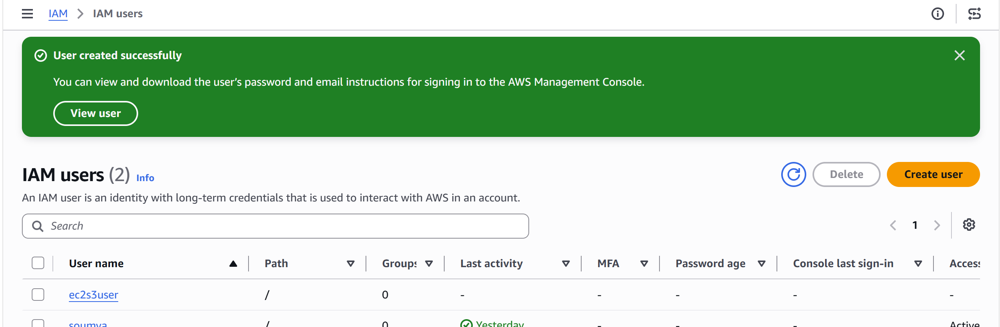 IAM > IAM users
User created successfully
You can view and download the user's password and email instructions for signing in to the AWS Management Console.
View user
IAM users (2) Info
Delete
Create user
An IAM user is an identity with long-term credentials that is used to interact with AWS in an account.
Search
1
User name Path Groups Last activity MFA Password age Console last sign-in Access
ec2s3user / 0 - - - - -
soumya / 0 Yesterday - - - Active